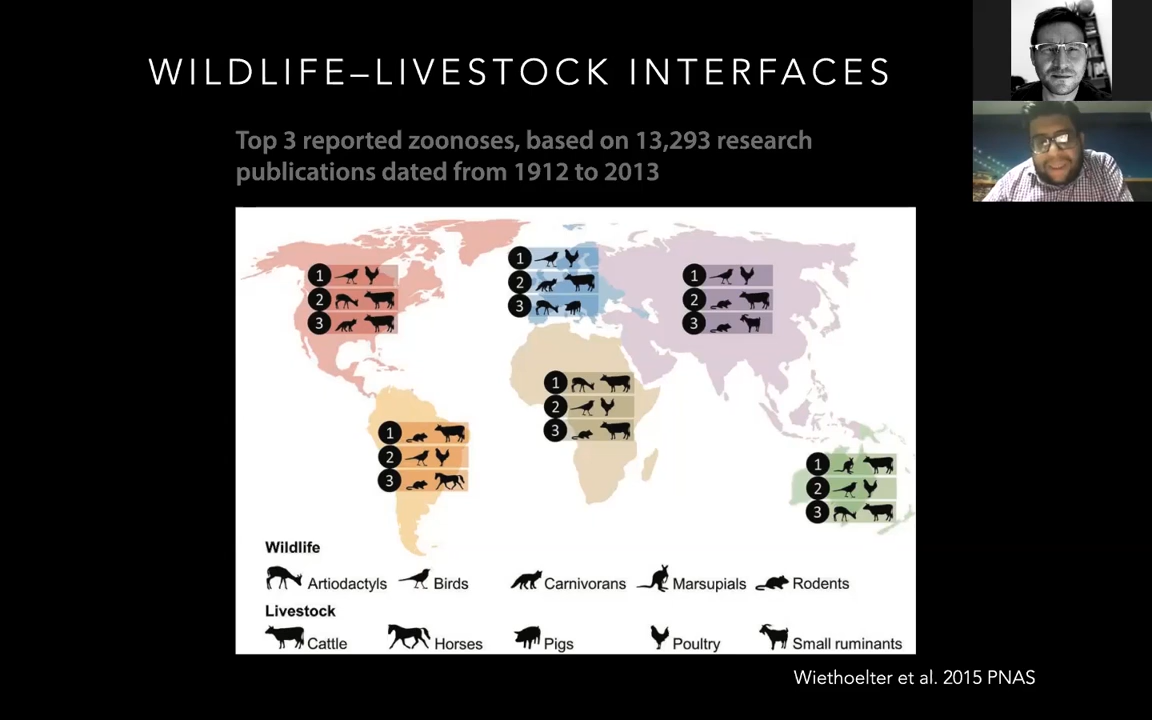 WILDLIFE–LIVESTOCK INTERFACES
Top 3 reported zoonoses, based on 13,293 research
publications dated from 1912 to 2013
1
2
3
1
2
3
1
2
3
1
2
3
1
2
3
1
2
3
Wildlife
Artiodactyls Birds Carnivorans Marsupials Rodents
Livestock
Cattle Horses Pigs Poultry Small ruminants
Wiethoelter et al. 2015 PNAS